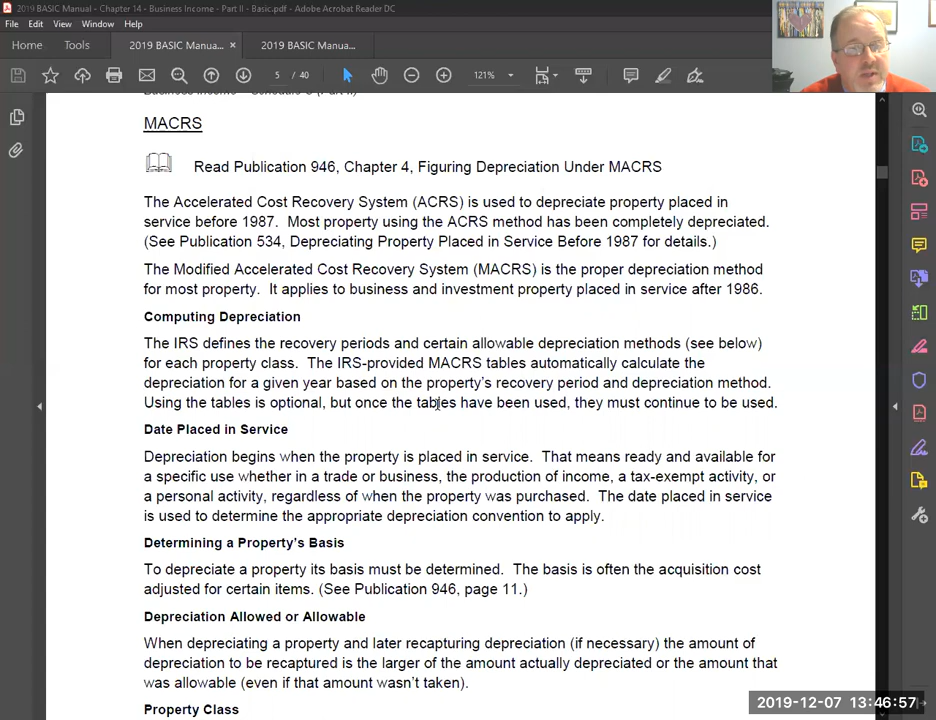 2019 BASIC Manual - Chapter 14 - Business Income - Part II - Basic.pdf - Adobe Acrobat Reader DC
File Edit View Window Help
Home Tools 2019 BASIC Manua... × 2019 BASIC Manua...
5 / 40 121%
Business Income – Schedule C (Part II)
MACRS
Read Publication 946, Chapter 4, Figuring Depreciation Under MACRS
The Accelerated Cost Recovery System (ACRS) is used to depreciate property placed in
service before 1987. Most property using the ACRS method has been completely depreciated.
(See Publication 534, Depreciating Property Placed in Service Before 1987 for details.)
The Modified Accelerated Cost Recovery System (MACRS) is the proper depreciation method
for most property. It applies to business and investment property placed in service after 1986.
Computing Depreciation
The IRS defines the recovery periods and certain allowable depreciation methods (see below)
for each property class. The IRS-provided MACRS tables automatically calculate the
depreciation for a given year based on the property's recovery period and depreciation method.
Using the tables is optional, but once the tables have been used, they must continue to be used.
Date Placed in Service
Depreciation begins when the property is placed in service. That means ready and available for
a specific use whether in a trade or business, the production of income, a tax-exempt activity, or
a personal activity, regardless of when the property was purchased. The date placed in service
is used to determine the appropriate depreciation convention to apply.
Determining a Property's Basis
To depreciate a property its basis must be determined. The basis is often the acquisition cost
adjusted for certain items. (See Publication 946, page 11.)
Depreciation Allowed or Allowable
When depreciating a property and later recapturing depreciation (if necessary) the amount of
depreciation to be recaptured is the larger of the amount actually depreciated or the amount that
was allowable (even if that amount wasn't taken).
Property Class
2019-12-07 13:46:57